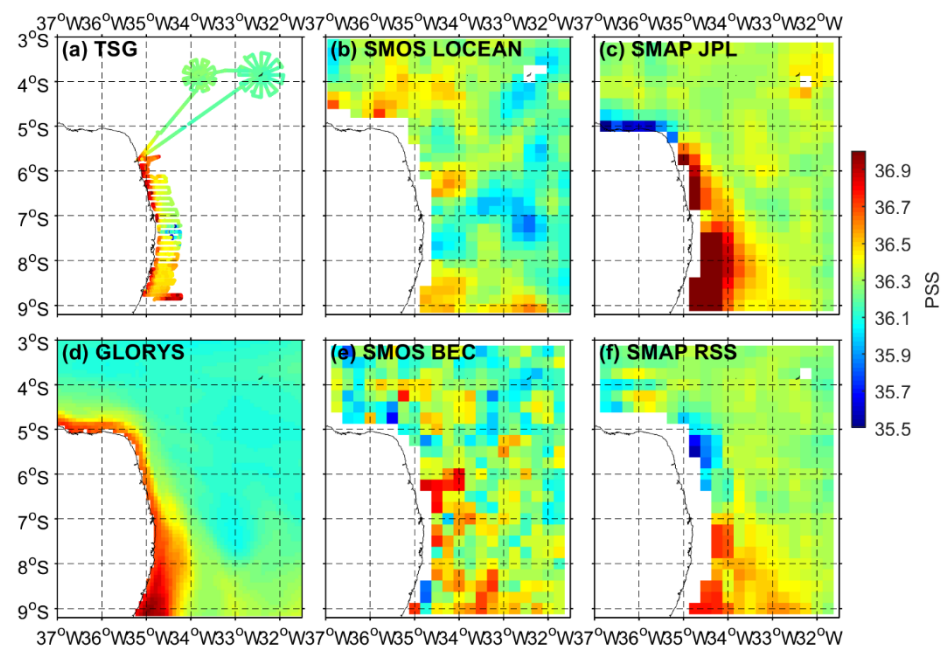 37°W36°W35°W34°W33°W32°W37°W36°W35°W34°W33°W32°W37°W36°W35°W34°W33°W32°W
3°S
(a) TSG
(b) SMOS LOCEAN
(c) SMAP JPL
4°S
5°S
6°S
7°S
8°S
9°S
36.9
36.7
36.5
36.3
36.1
35.9
35.7
35.5
PSS
3°S
(d) GLORYS
(e) SMOS BEC
(f) SMAP RSS
4°S
5°S
6°S
7°S
8°S
9°S
37°W36°W35°W34°W33°W32°W37°W36°W35°W34°W33°W32°W37°W36°W35°W34°W33°W32°W